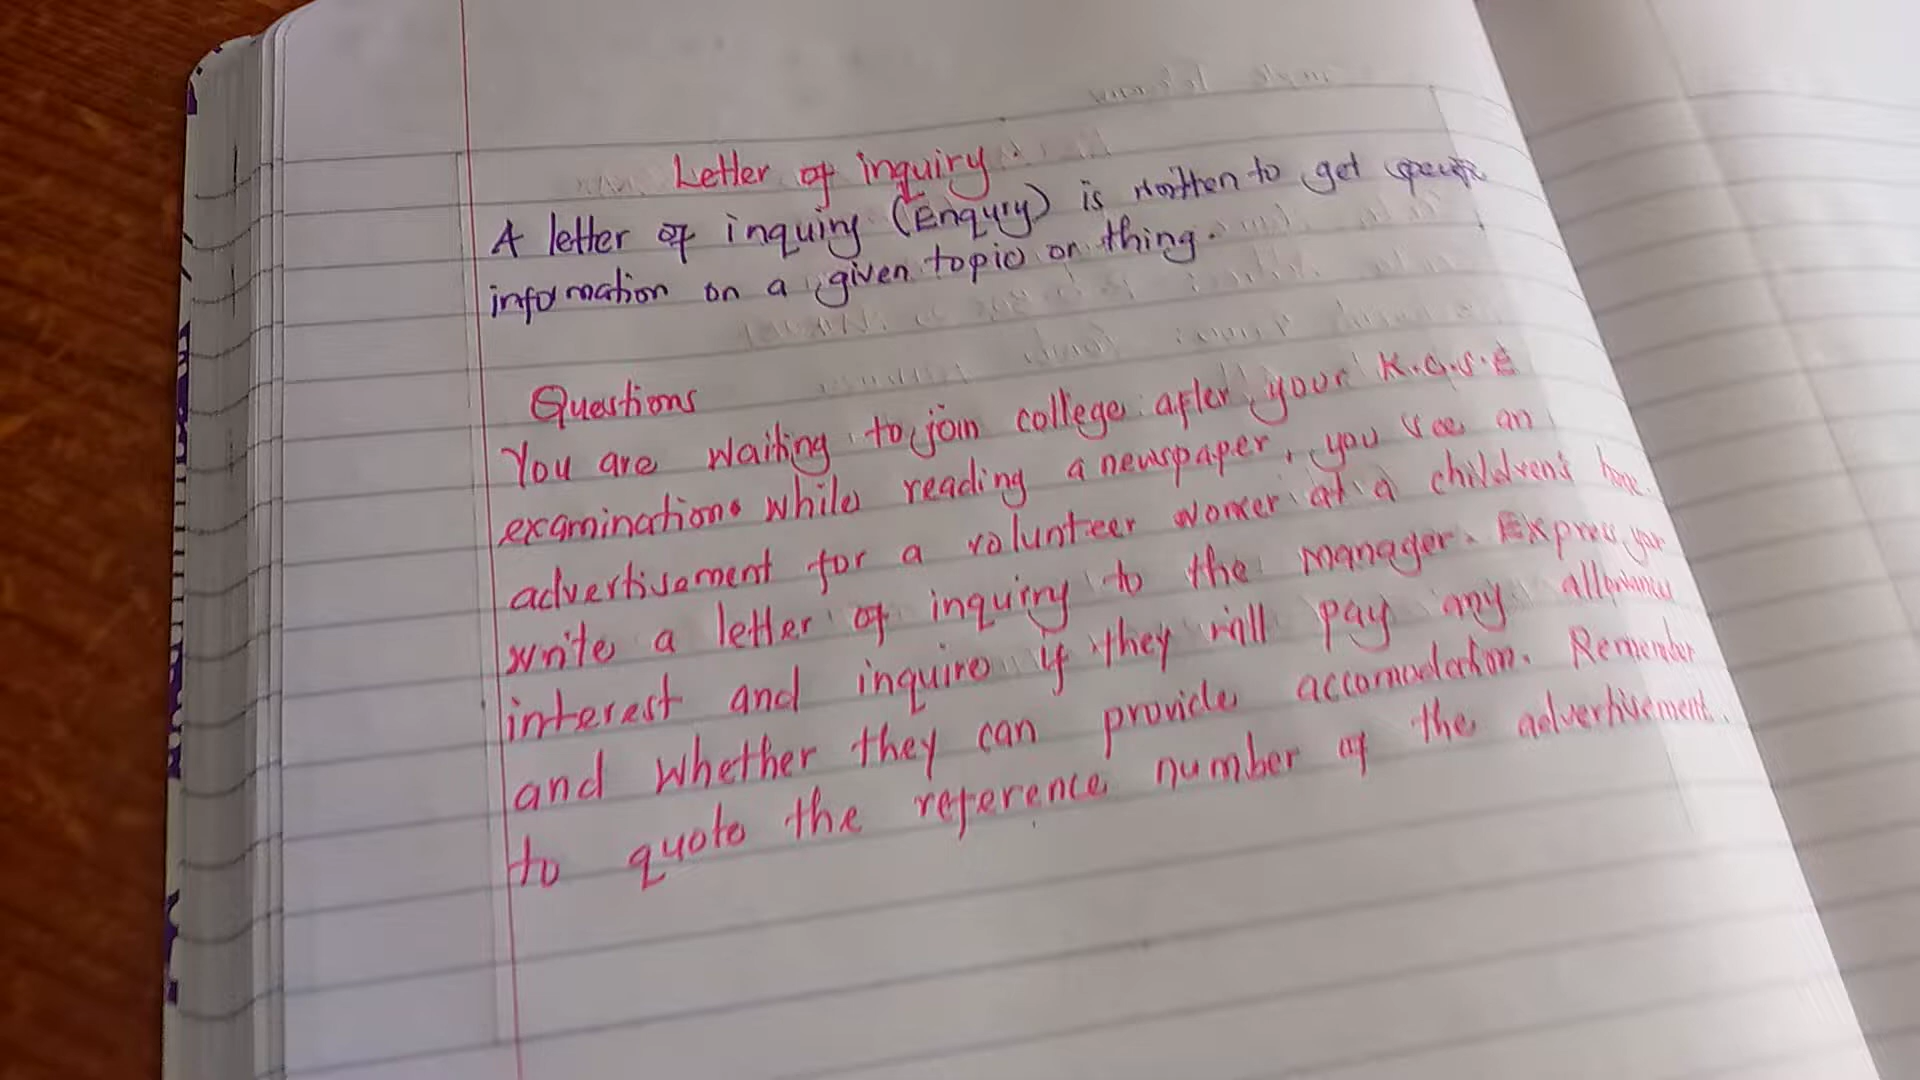 Letter of inquiry.
A letter of inquiry (Enqury) is written to get specific
information on a given topic or thing.
Questions
You are waiting to join college after your K.C.S.E
examination. while reading a newspaper, you see an
advertisement for a volunteer worker at a children's home.
write a letter of inquiry to the manager. Express your
interest and inquire if they will pay any allowance
and whether they can provide accomodation. Remember
to quote the reference number of the advertisement.